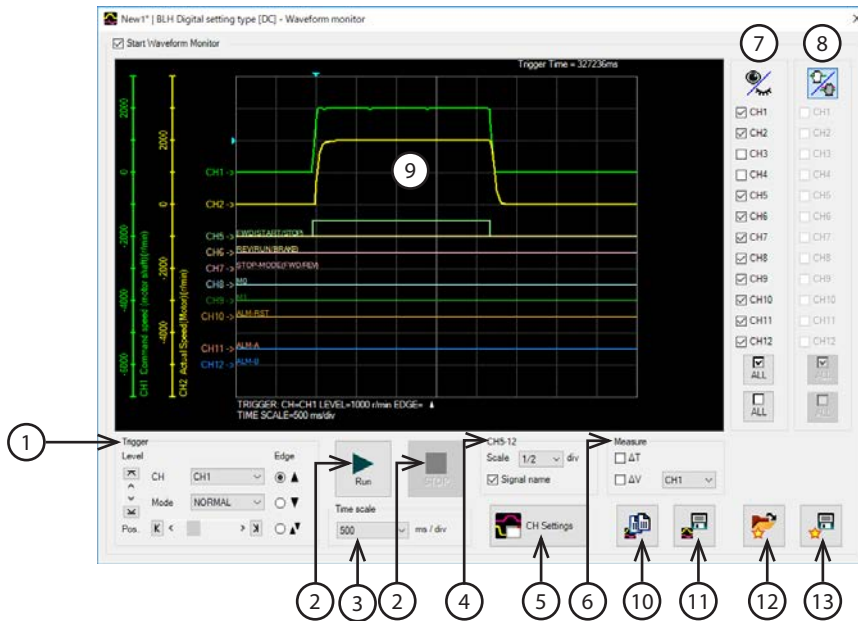 New1* | BLH Digital setting type [DC] - Waveform monitor
Start Waveform Monitor
Trigger Time = 327236ms
2000
0
-2000
-4000
-6000
CH1 Command speed (motor shaft)[r/min]
2000
0
-2000
-4000
CH2 Actual Speed(Motor)[r/min]
CH1 ->
CH2 ->
CH5 -> FWD(START/STOP)
CH6 -> REV(RUN/BRAKE)
CH7 -> STOP-MODE(FWD/REV)
CH8 -> M0
CH9 ->
CH10 -> ALM-RST
CH11 -> ALM-A
CH12 -> ALM-B
TRIGGER: CH=CH1 LEVEL=1000 r/min EDGE=
TIME SCALE=500 ms/div
9
7
CH1
CH2
CH3
CH4
CH5
CH6
CH7
CH8
CH9
CH10
CH11
CH12
ALL
ALL
8
CH1
CH2
CH3
CH4
CH5
CH6
CH7
CH8
CH9
CH10
CH11
CH12
ALL
ALL
1
Trigger
Level
Edge
CH CH1
Mode NORMAL
Pos.
Run
STOP
Time scale
500 ms / div
CH5-12
Scale 1/2 div
Signal name
CH Settings
Measure
ΔT
ΔV CH1
2 3 2 4 5 6 10 11 12 13